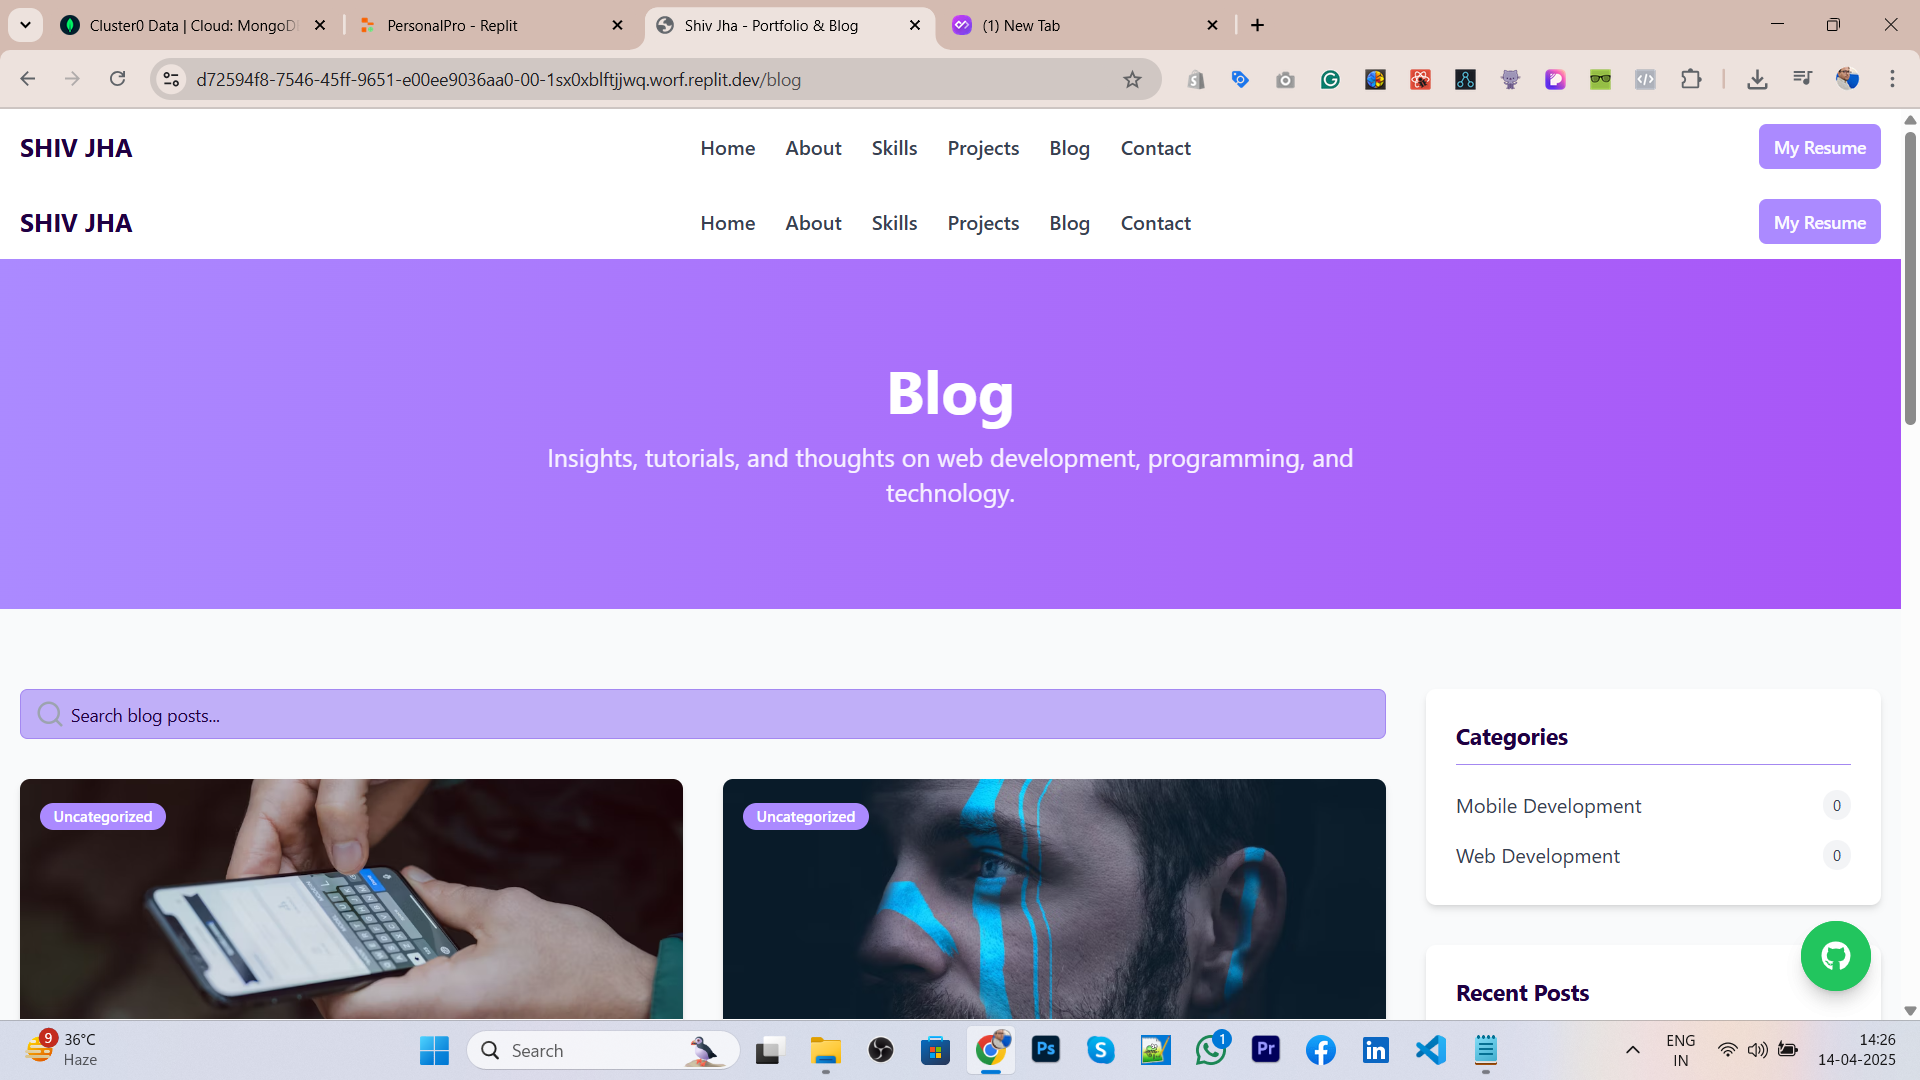 Cluster0 Data | Cloud: MongoD
PersonalPro - Replit
Shiv Jha - Portfolio & Blog
(1) New Tab
d72594f8-7546-45ff-9651-e00ee9036aa0-00-1sx0xblftjjwq.worf.replit.dev/blog
SHIV JHA
Home
About
Skills
Projects
Blog
Contact
My Resume
SHIV JHA
Home
About
Skills
Projects
Blog
Contact
My Resume
Blog
Insights, tutorials, and thoughts on web development, programming, and
technology.
Search blog posts...
Categories
Mobile Development
0
Web Development
0
Uncategorized
Uncategorized
Recent Posts
9
36°C
Haze
Search
Ps
1
Pr
ENG
IN
14:26
14-04-2025